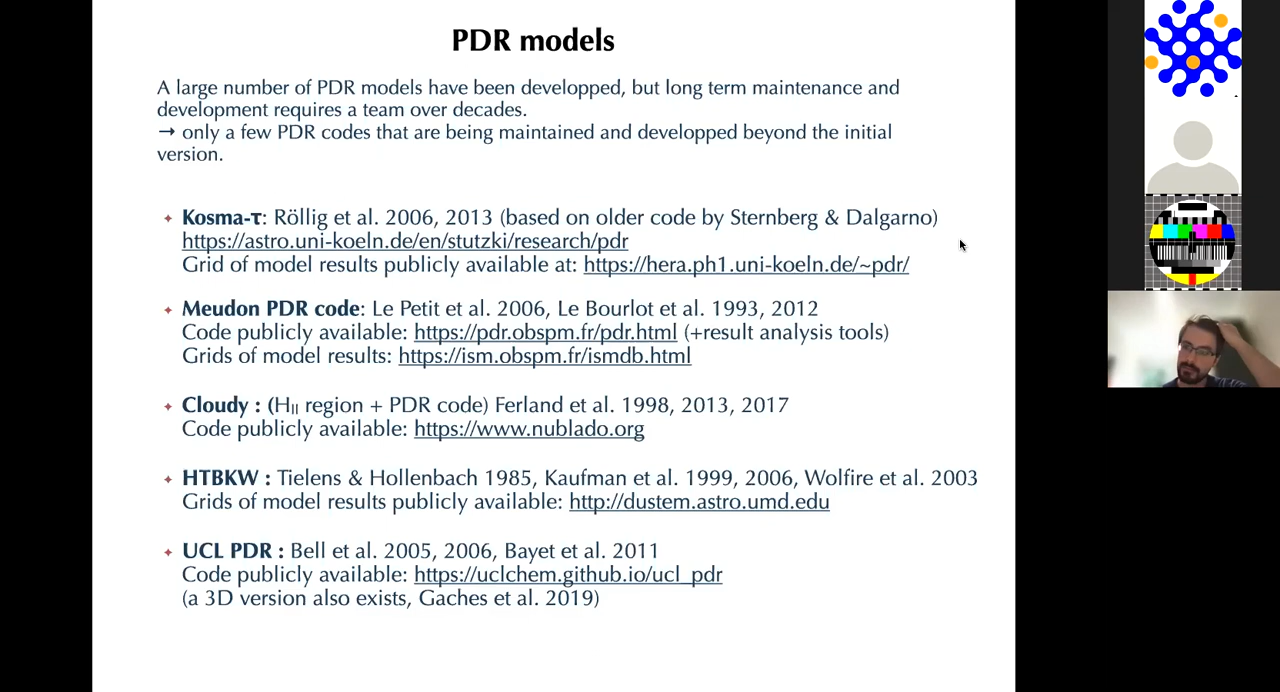 PDR models
A large number of PDR models have been developped, but long term maintenance and
development requires a team over decades.
→ only a few PDR codes that are being maintained and developped beyond the initial
version.
✦ Kosma-τ: Röllig et al. 2006, 2013 (based on older code by Sternberg & Dalgarno)
https://astro.uni-koeln.de/en/stutzki/research/pdr
Grid of model results publicly available at: https://hera.ph1.uni-koeln.de/~pdr/
✦ Meudon PDR code: Le Petit et al. 2006, Le Bourlot et al. 1993, 2012
Code publicly available: https://pdr.obspm.fr/pdr.html (+result analysis tools)
Grids of model results: https://ism.obspm.fr/ismdb.html
✦ Cloudy : (HII region + PDR code) Ferland et al. 1998, 2013, 2017
Code publicly available: https://www.nublado.org
✦ HTBKW : Tielens & Hollenbach 1985, Kaufman et al. 1999, 2006, Wolfire et al. 2003
Grids of model results publicly available: http://dustem.astro.umd.edu
✦ UCL PDR : Bell et al. 2005, 2006, Bayet et al. 2011
Code publicly available: https://uclchem.github.io/ucl_pdr
(a 3D version also exists, Gaches et al. 2019)